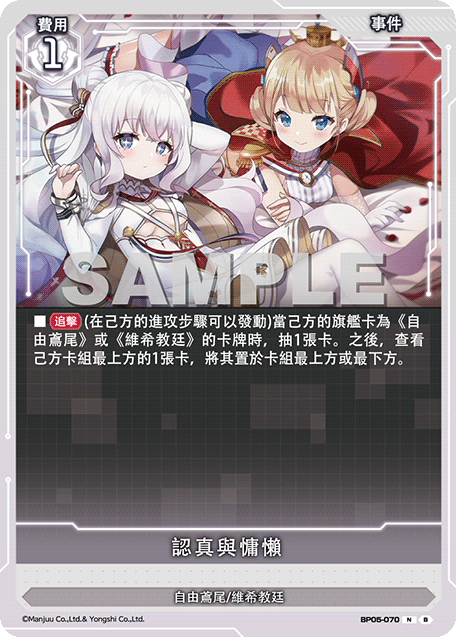 費用
1
事件
SAMPLE
■ 追擊 (在己方的進攻步驟可以發動)當己方的旗艦卡為《自
由鳶尾》或《維希教廷》的卡牌時，抽1張卡。之後，查看
己方卡組最上方的1張卡，將其置於卡組最上方或最下方。
認真與慵懶
自由鳶尾/維希教廷
©Manjuu Co.,Ltd.& Yongshi Co.,Ltd. BP05-070 N B